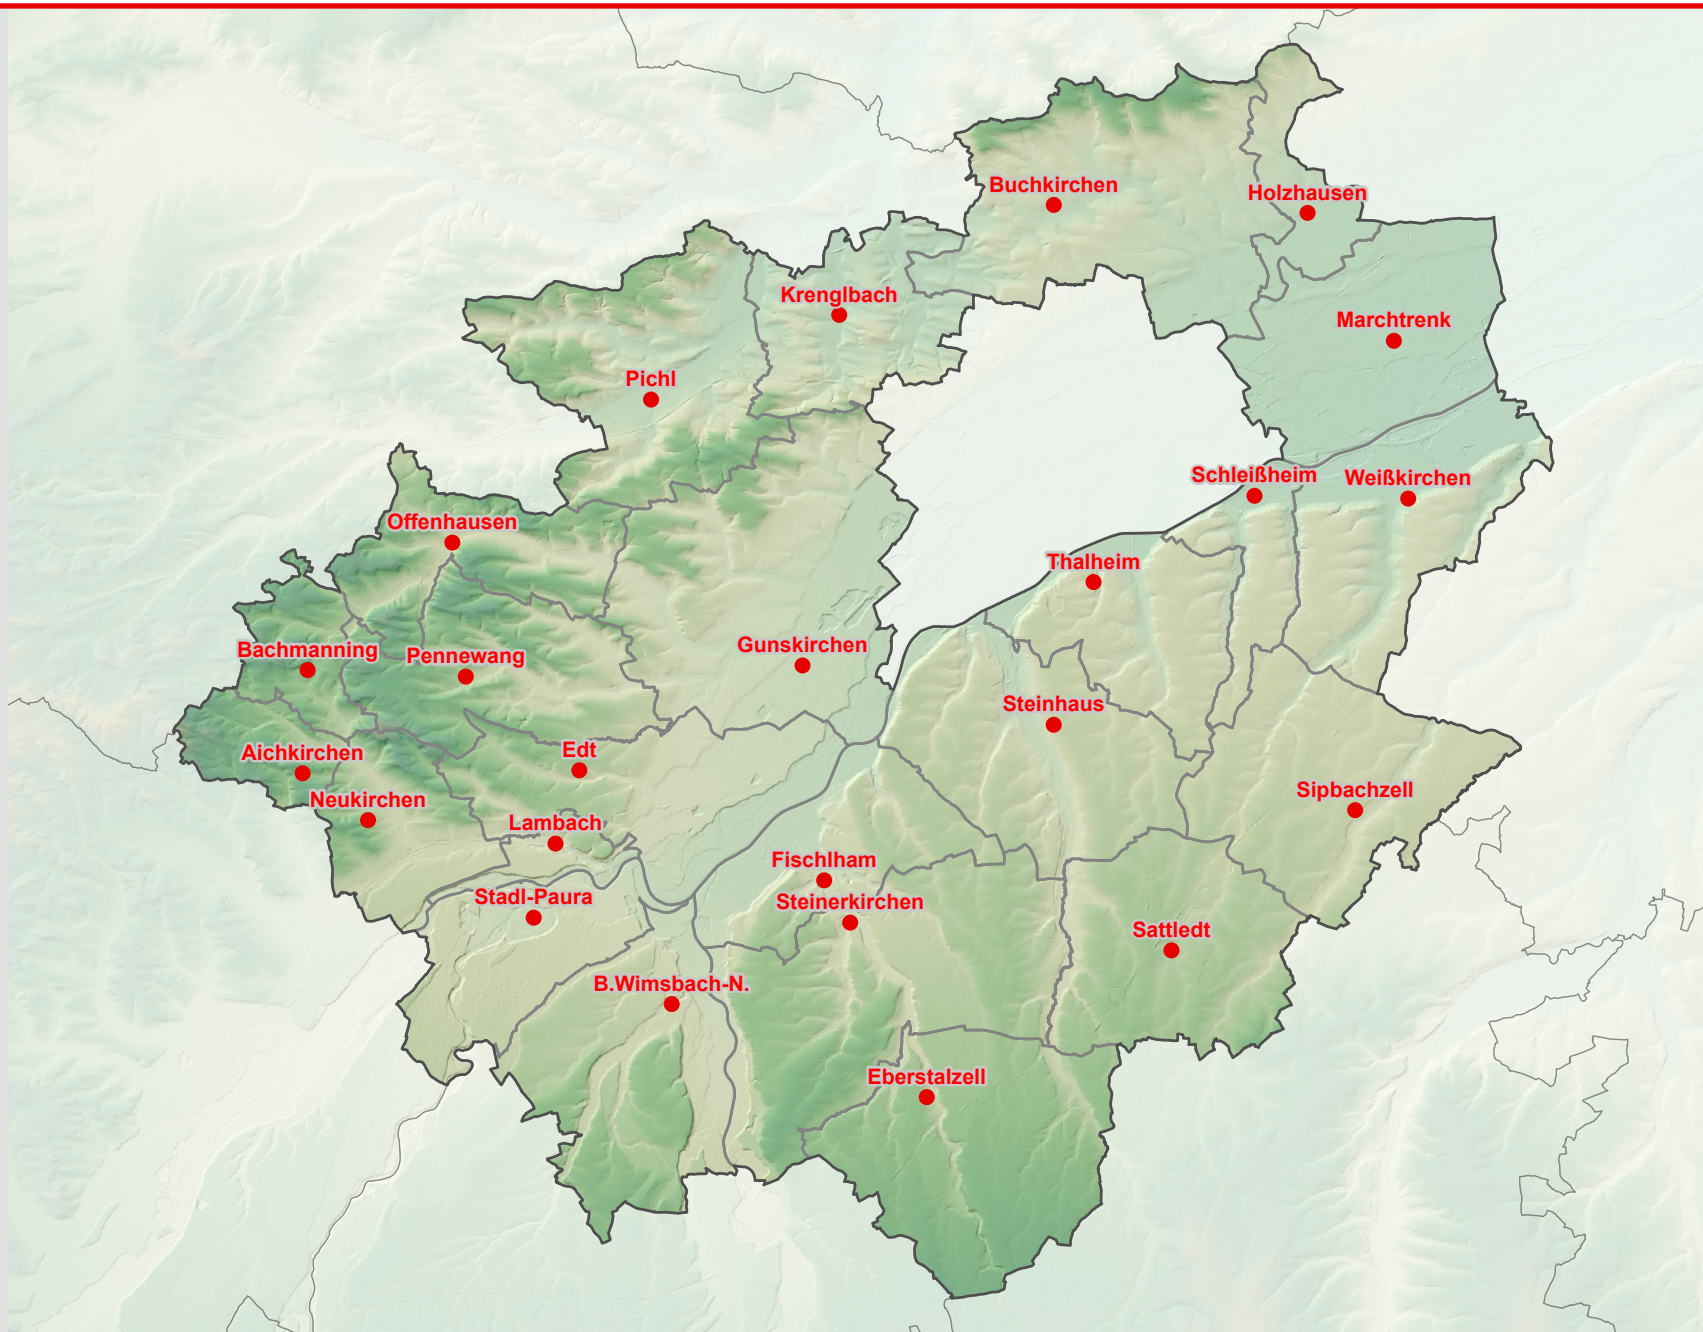 Buchkirchen
Holzhausen
Krenglbach
Marchtrenk
Pichl
Schleißheim
Weißkirchen
Offenhausen
Thalheim
Bachmanning
Pennewang
Gunskirchen
Steinhaus
Aichkirchen
Edt
Neukirchen
Sipbachzell
Lambach
Fischlham
Stadl-Paura
Steinerkirchen
Sattledt
B.Wimsbach-N.
Eberstalzell